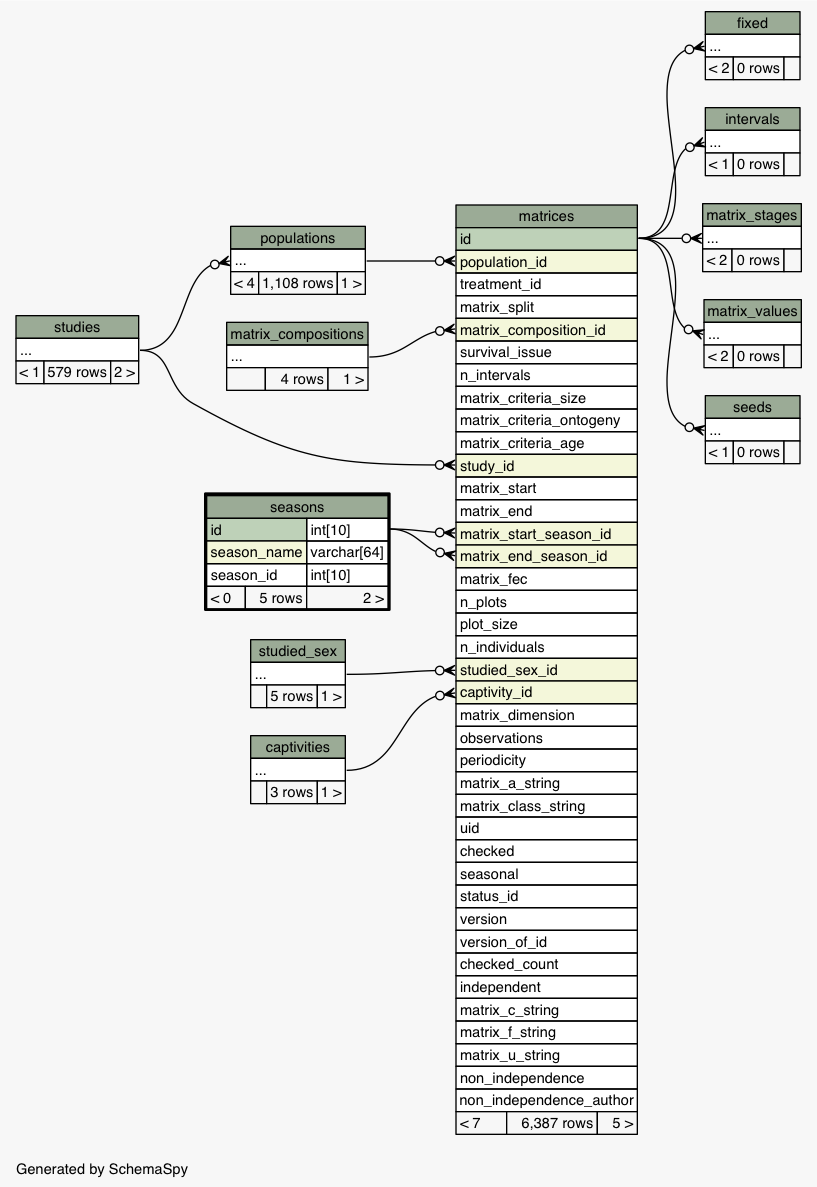 fixed
...
< 2 0 rows
intervals
...
< 1 0 rows
matrix_stages
...
< 2 0 rows
matrix_values
...
< 2 0 rows
seeds
...
< 1 0 rows
populations
...
< 4 1,108 rows 1 >
studies
...
< 1 579 rows 2 >
matrix_compositions
...
4 rows 1 >
seasons
id int[10]
season_name varchar[64]
season_id int[10]
< 0 5 rows 2 >
studied_sex
...
5 rows 1 >
captivities
...
3 rows 1 >
matrices
id
population_id
treatment_id
matrix_split
matrix_composition_id
survival_issue
n_intervals
matrix_criteria_size
matrix_criteria_ontogeny
matrix_criteria_age
study_id
matrix_start
matrix_end
matrix_start_season_id
matrix_end_season_id
matrix_fec
n_plots
plot_size
n_individuals
studied_sex_id
captivity_id
matrix_dimension
observations
periodicity
matrix_a_string
matrix_class_string
uid
checked
seasonal
status_id
version
version_of_id
checked_count
independent
matrix_c_string
matrix_f_string
matrix_u_string
non_independence
non_independence_author
< 7 6,387 rows 5 >
Generated by SchemaSpy